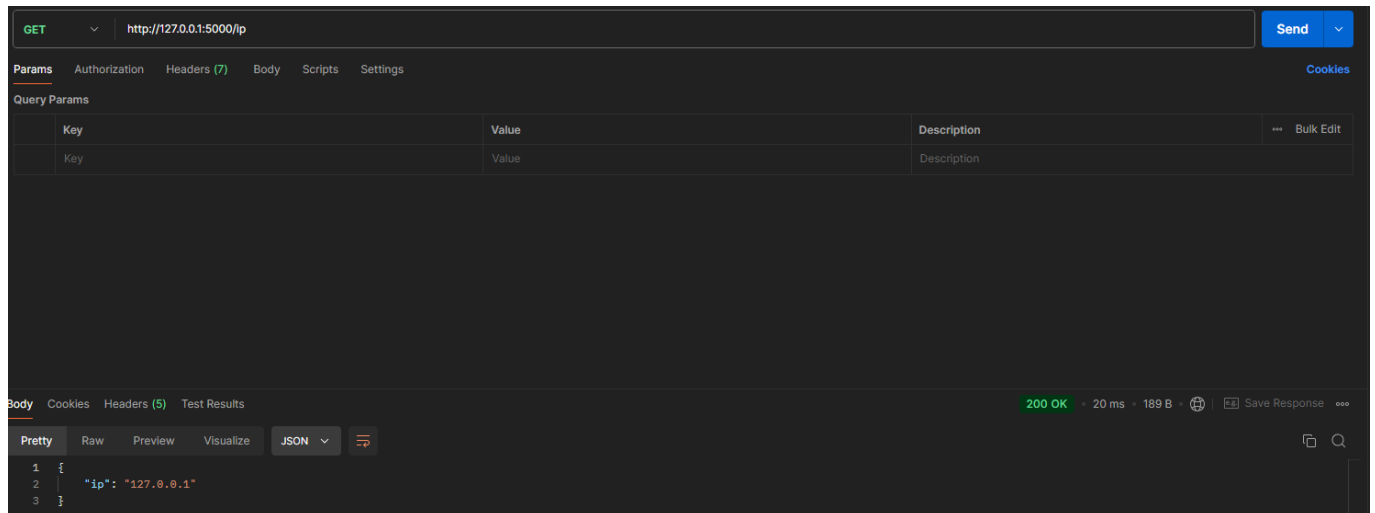 GET http://127.0.0.1:5000/ip Send
Params Authorization Headers (7) Body Scripts Settings Cookies
Query Params
Key Value Description ••• Bulk Edit
Key Value Description
Body Cookies Headers (5) Test Results 200 OK • 20 ms • 189 B • e.g. Save Response •••
Pretty Raw Preview Visualize JSON
1 {
2 "ip": "127.0.0.1"
3 }